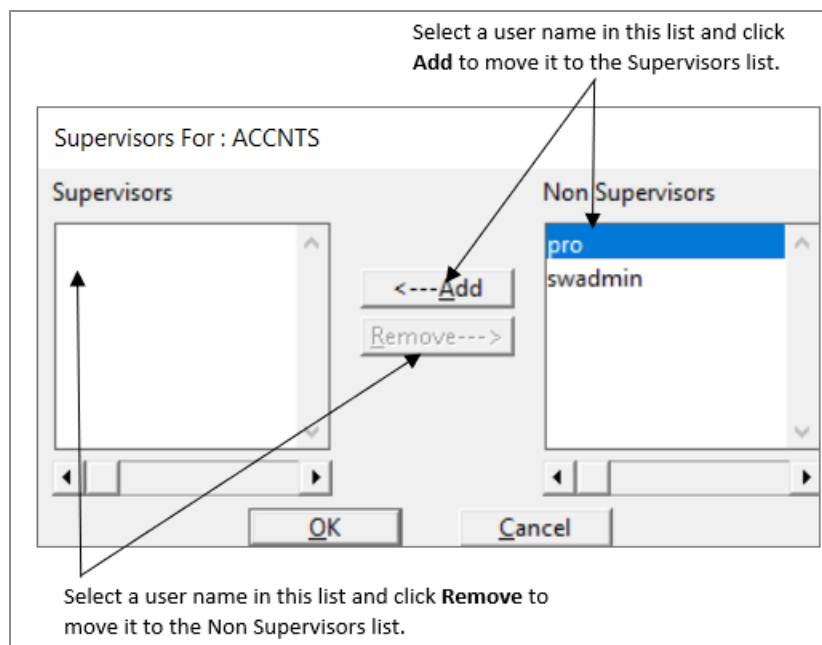 Select a user name in this list and click
Add to move it to the Supervisors list.
Supervisors For : ACCNTS
Supervisors
Non Supervisors
pro
swadmin
<---Add
Remove--->
OK
Cancel
Select a user name in this list and click Remove to
move it to the Non Supervisors list.